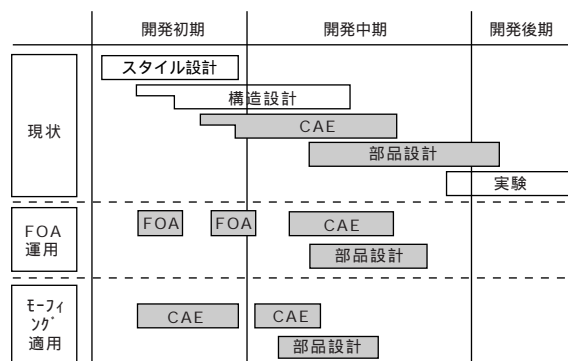 開発初期 開発中期 開発後期
スタイル設計
構造設計
現状
CAE
部品設計
実験
FOA
運用
FOA FOA CAE
部品設計
ﾓｰﾌｨ
ﾝｸﾞ
適用
CAE CAE
部品設計